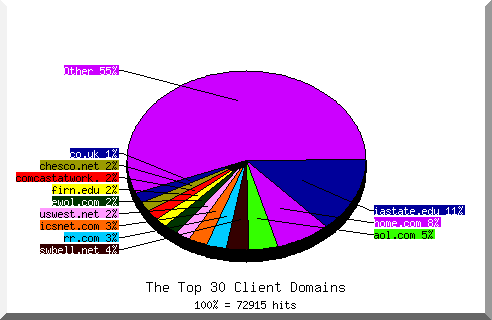 Other 55%
co.uk 1%
chesco.net 2%
comcastatwork. 2%
firn.edu 2%
ewol.com 2%
uswest.net 2%
icsnet.com 3%
rr.com 3%
swbell.net 4%
iastate.edu 11%
home.com 8%
aol.com 5%
The Top 30 Client Domains
100% = 72915 hits